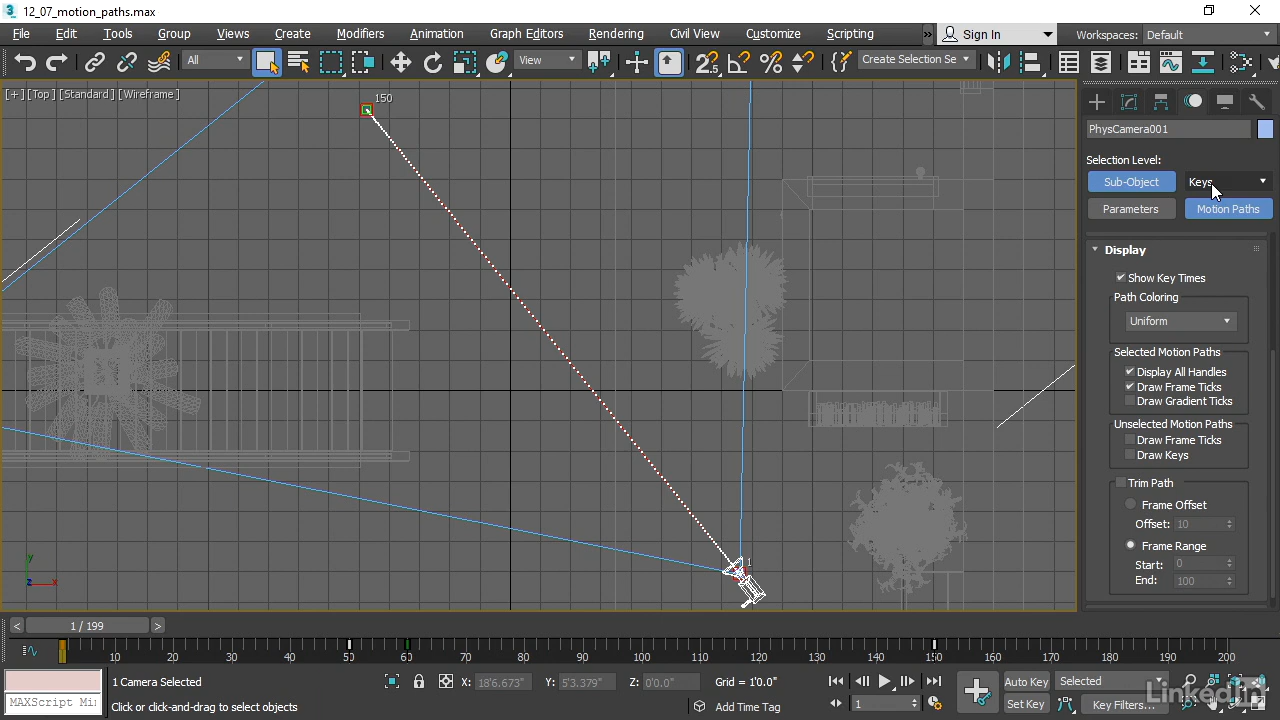 12_07_motion_paths.max
File Edit Tools Group Views Create Modifiers Animation Graph Editors Rendering Civil View Customize Scripting » Sign In Workspaces: Default
All View Create Selection Se
[+] [Top] [Standard] [Wireframe]
150
1
PhysCamera001
Selection Level:
Sub-Object Keys
Parameters Motion Paths
Display
Show Key Times
Path Coloring
Uniform
Selected Motion Paths
Display All Handles
Draw Frame Ticks
Draw Gradient Ticks
Unselected Motion Paths
Draw Frame Ticks
Draw Keys
Trim Path
Frame Offset
Offset: 10
Frame Range
Start: 0
End: 100
y
z x
< 1 / 199 >
10 20 30 40 50 60 70 80 90 100 110 120 130 140 150 160 170 180 190 200
1 Camera Selected X: 18'6.673" Y: 5'3.379" Z: 0'0.0" Grid = 1'0.0" Auto Key Selected
MAXScript Mi Click or click-and-drag to select objects Add Time Tag 1 Set Key Key Filters...
LinkedIn